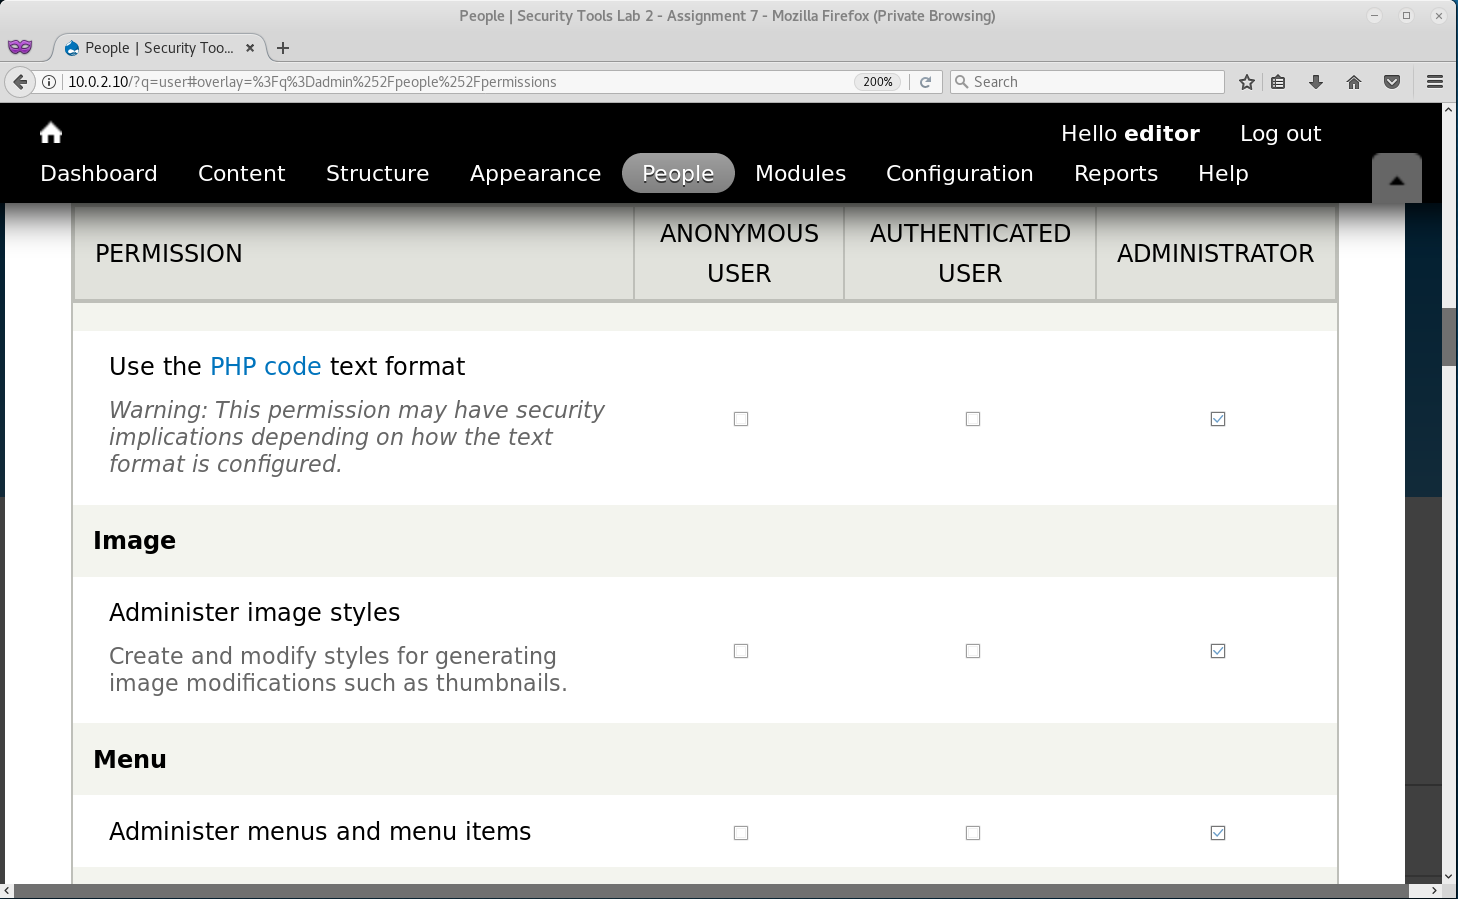 People | Security Tools Lab 2 - Assignment 7 - Mozilla Firefox (Private Browsing)
People | Security Too...
10.0.2.10/?q=user#overlay=%3Fq%3Dadmin%252Fpeople%252Fpermissions
200%
Search
Hello editor
Log out
Dashboard
Content
Structure
Appearance
People
Modules
Configuration
Reports
Help
PERMISSION
ANONYMOUS
USER
AUTHENTICATED
USER
ADMINISTRATOR
Use the PHP code text format
Warning: This permission may have security
implications depending on how the text
format is configured.
Image
Administer image styles
Create and modify styles for generating
image modifications such as thumbnails.
Menu
Administer menus and menu items